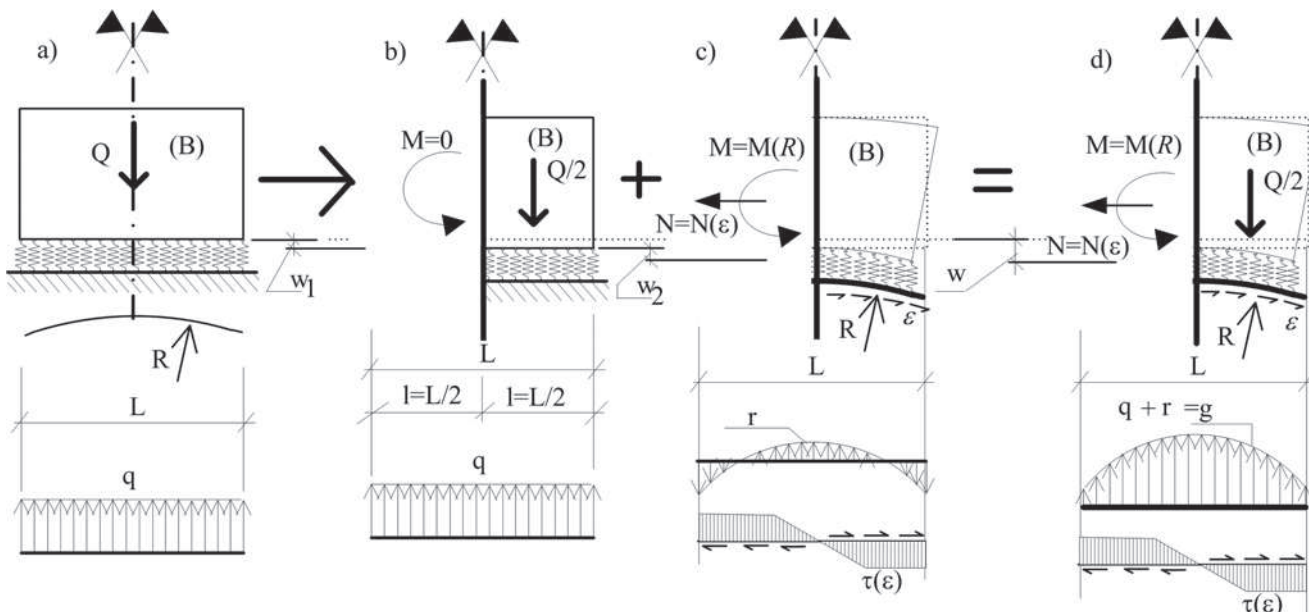 a)
Q
(B)
w1
R
L
q
b)
M=0
(B)
Q/2
w2
L
l=L/2
l=L/2
q
c)
M=M(R)
(B)
N=N(ε)
w
R
ε
L
r
τ(ε)
d)
M=M(R)
(B)
Q/2
N=N(ε)
R
ε
L
q + r =g
τ(ε)